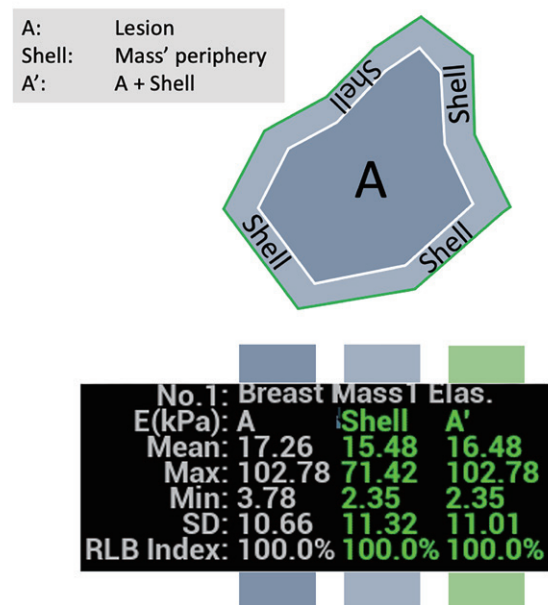 A: Lesion
Shell: Mass' periphery
A': A + Shell
Shell
Shell
A
Shell
Shell
No.1: Breast Mass1 Elas.
E(kPa): A Shell A'
Mean: 17.26 15.48 16.48
Max: 102.78 71.42 102.78
Min: 3.78 2.35 2.35
SD: 10.66 11.32 11.01
RLB Index: 100.0% 100.0% 100.0%